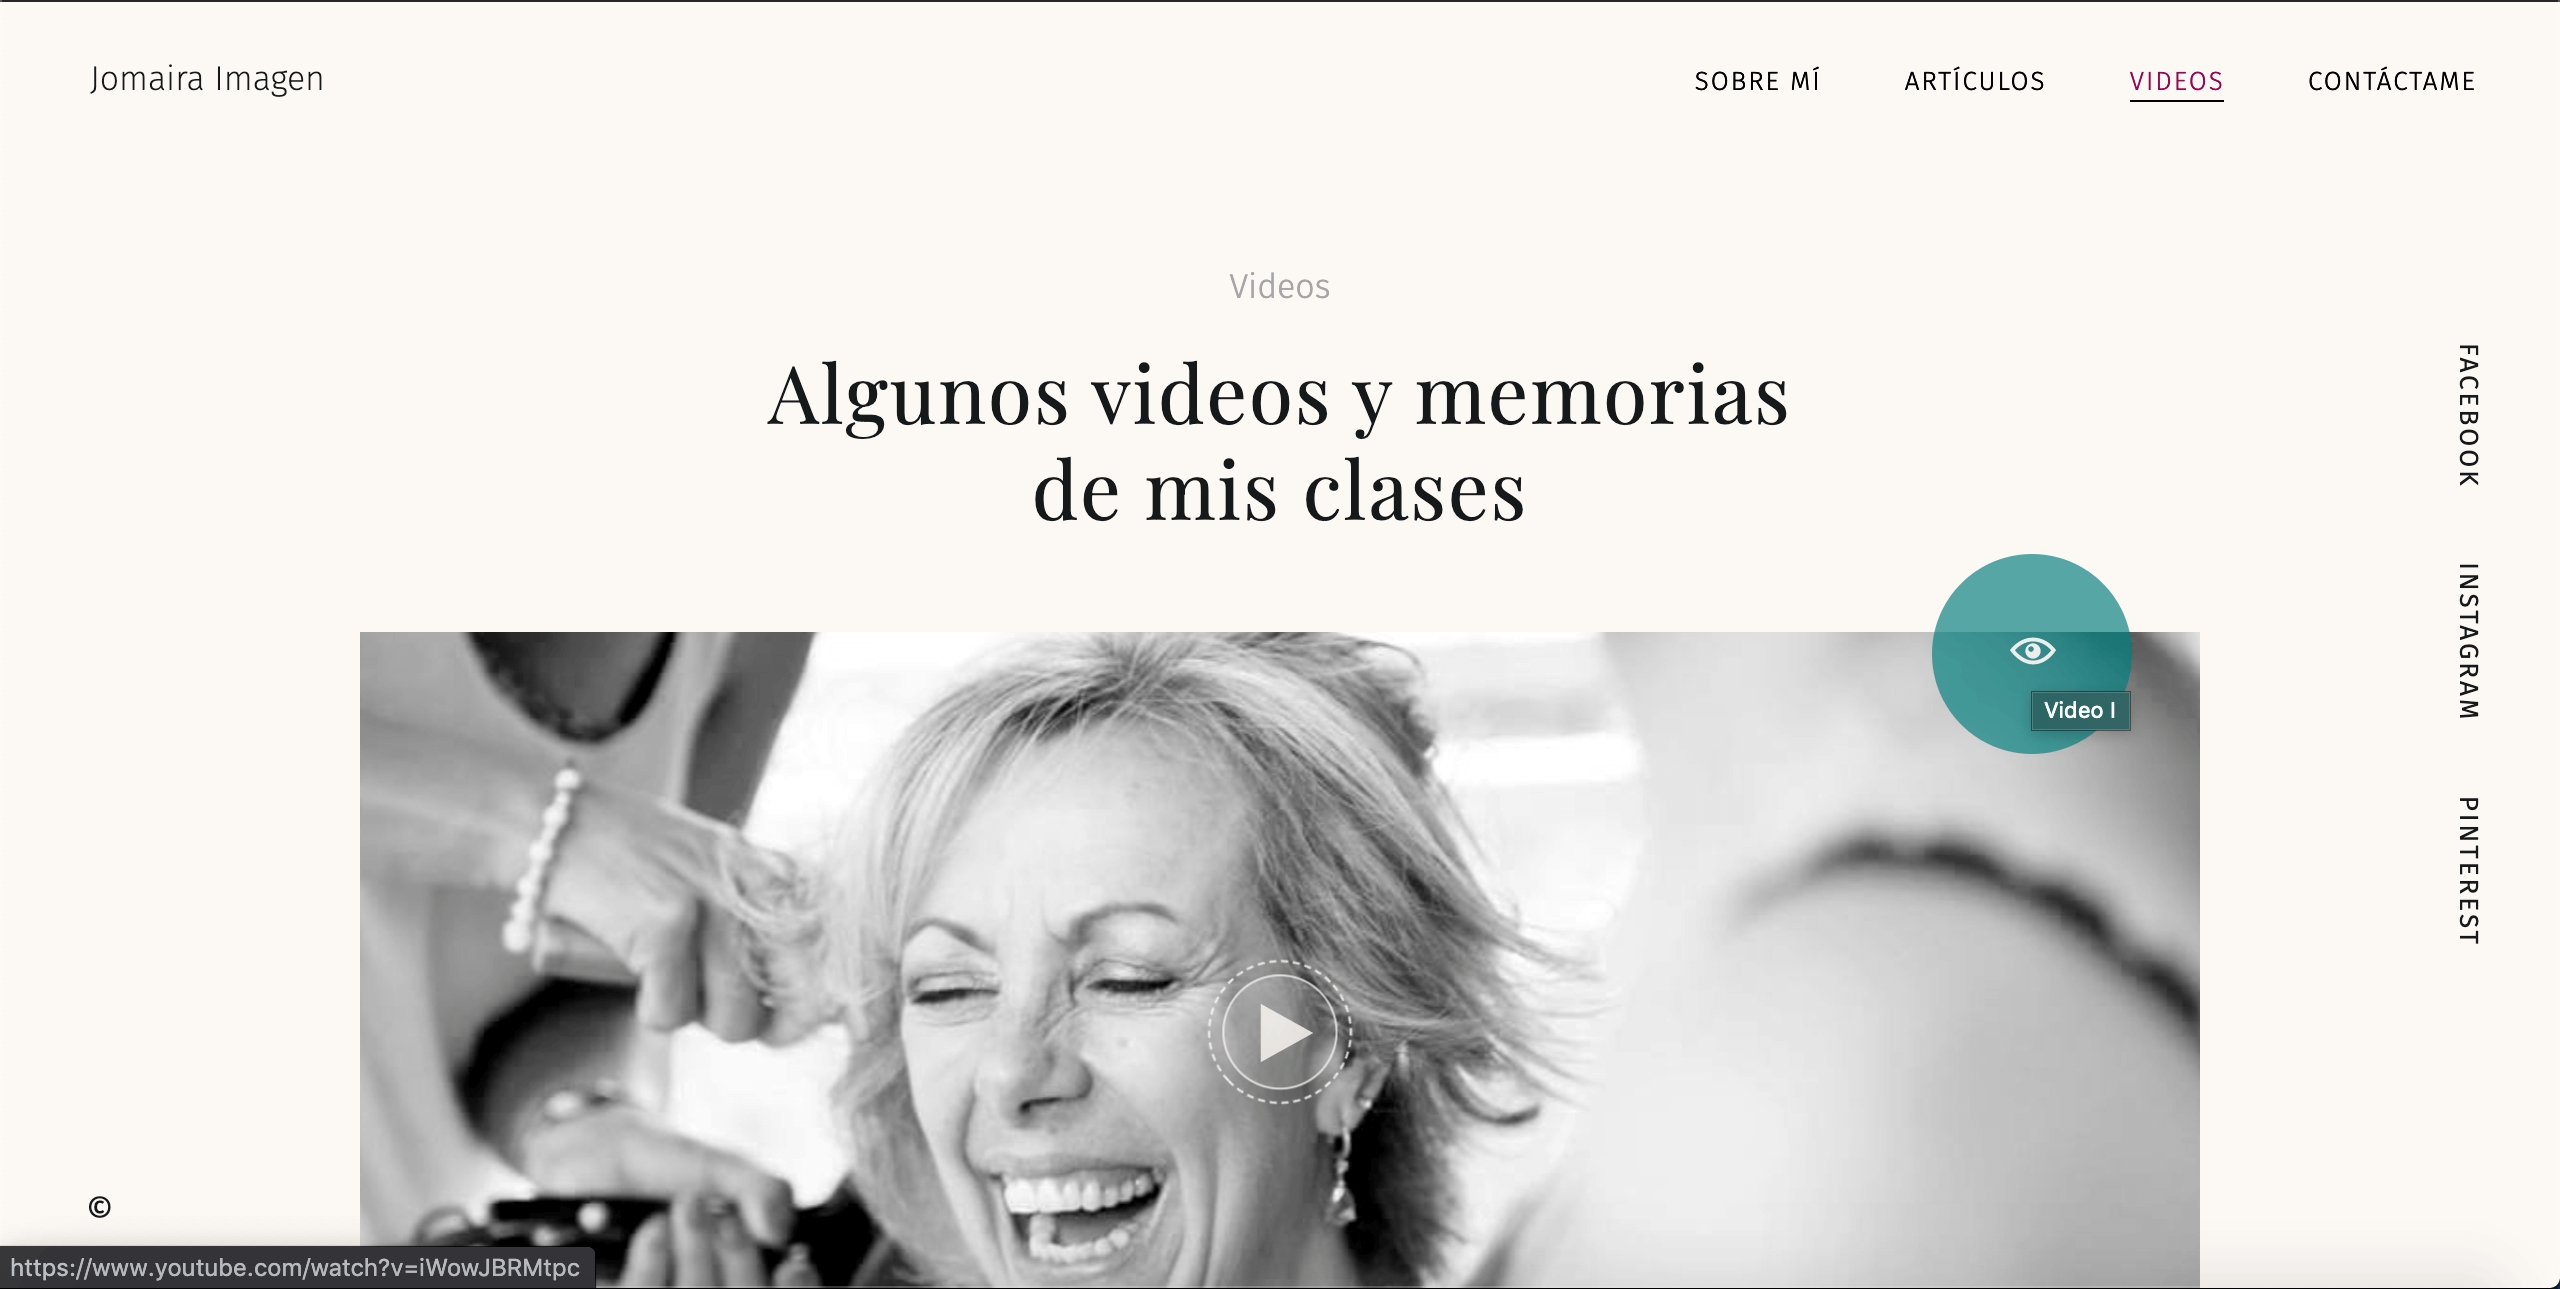 Jomaira Imagen
SOBRE MÍ
ARTÍCULOS
VIDEOS
CONTÁCTAME
Videos
Algunos videos y memorias
de mis clases
FACEBOOK
INSTAGRAM
PINTEREST
Video I
©
https://www.youtube.com/watch?v=iWowJBRMtpc